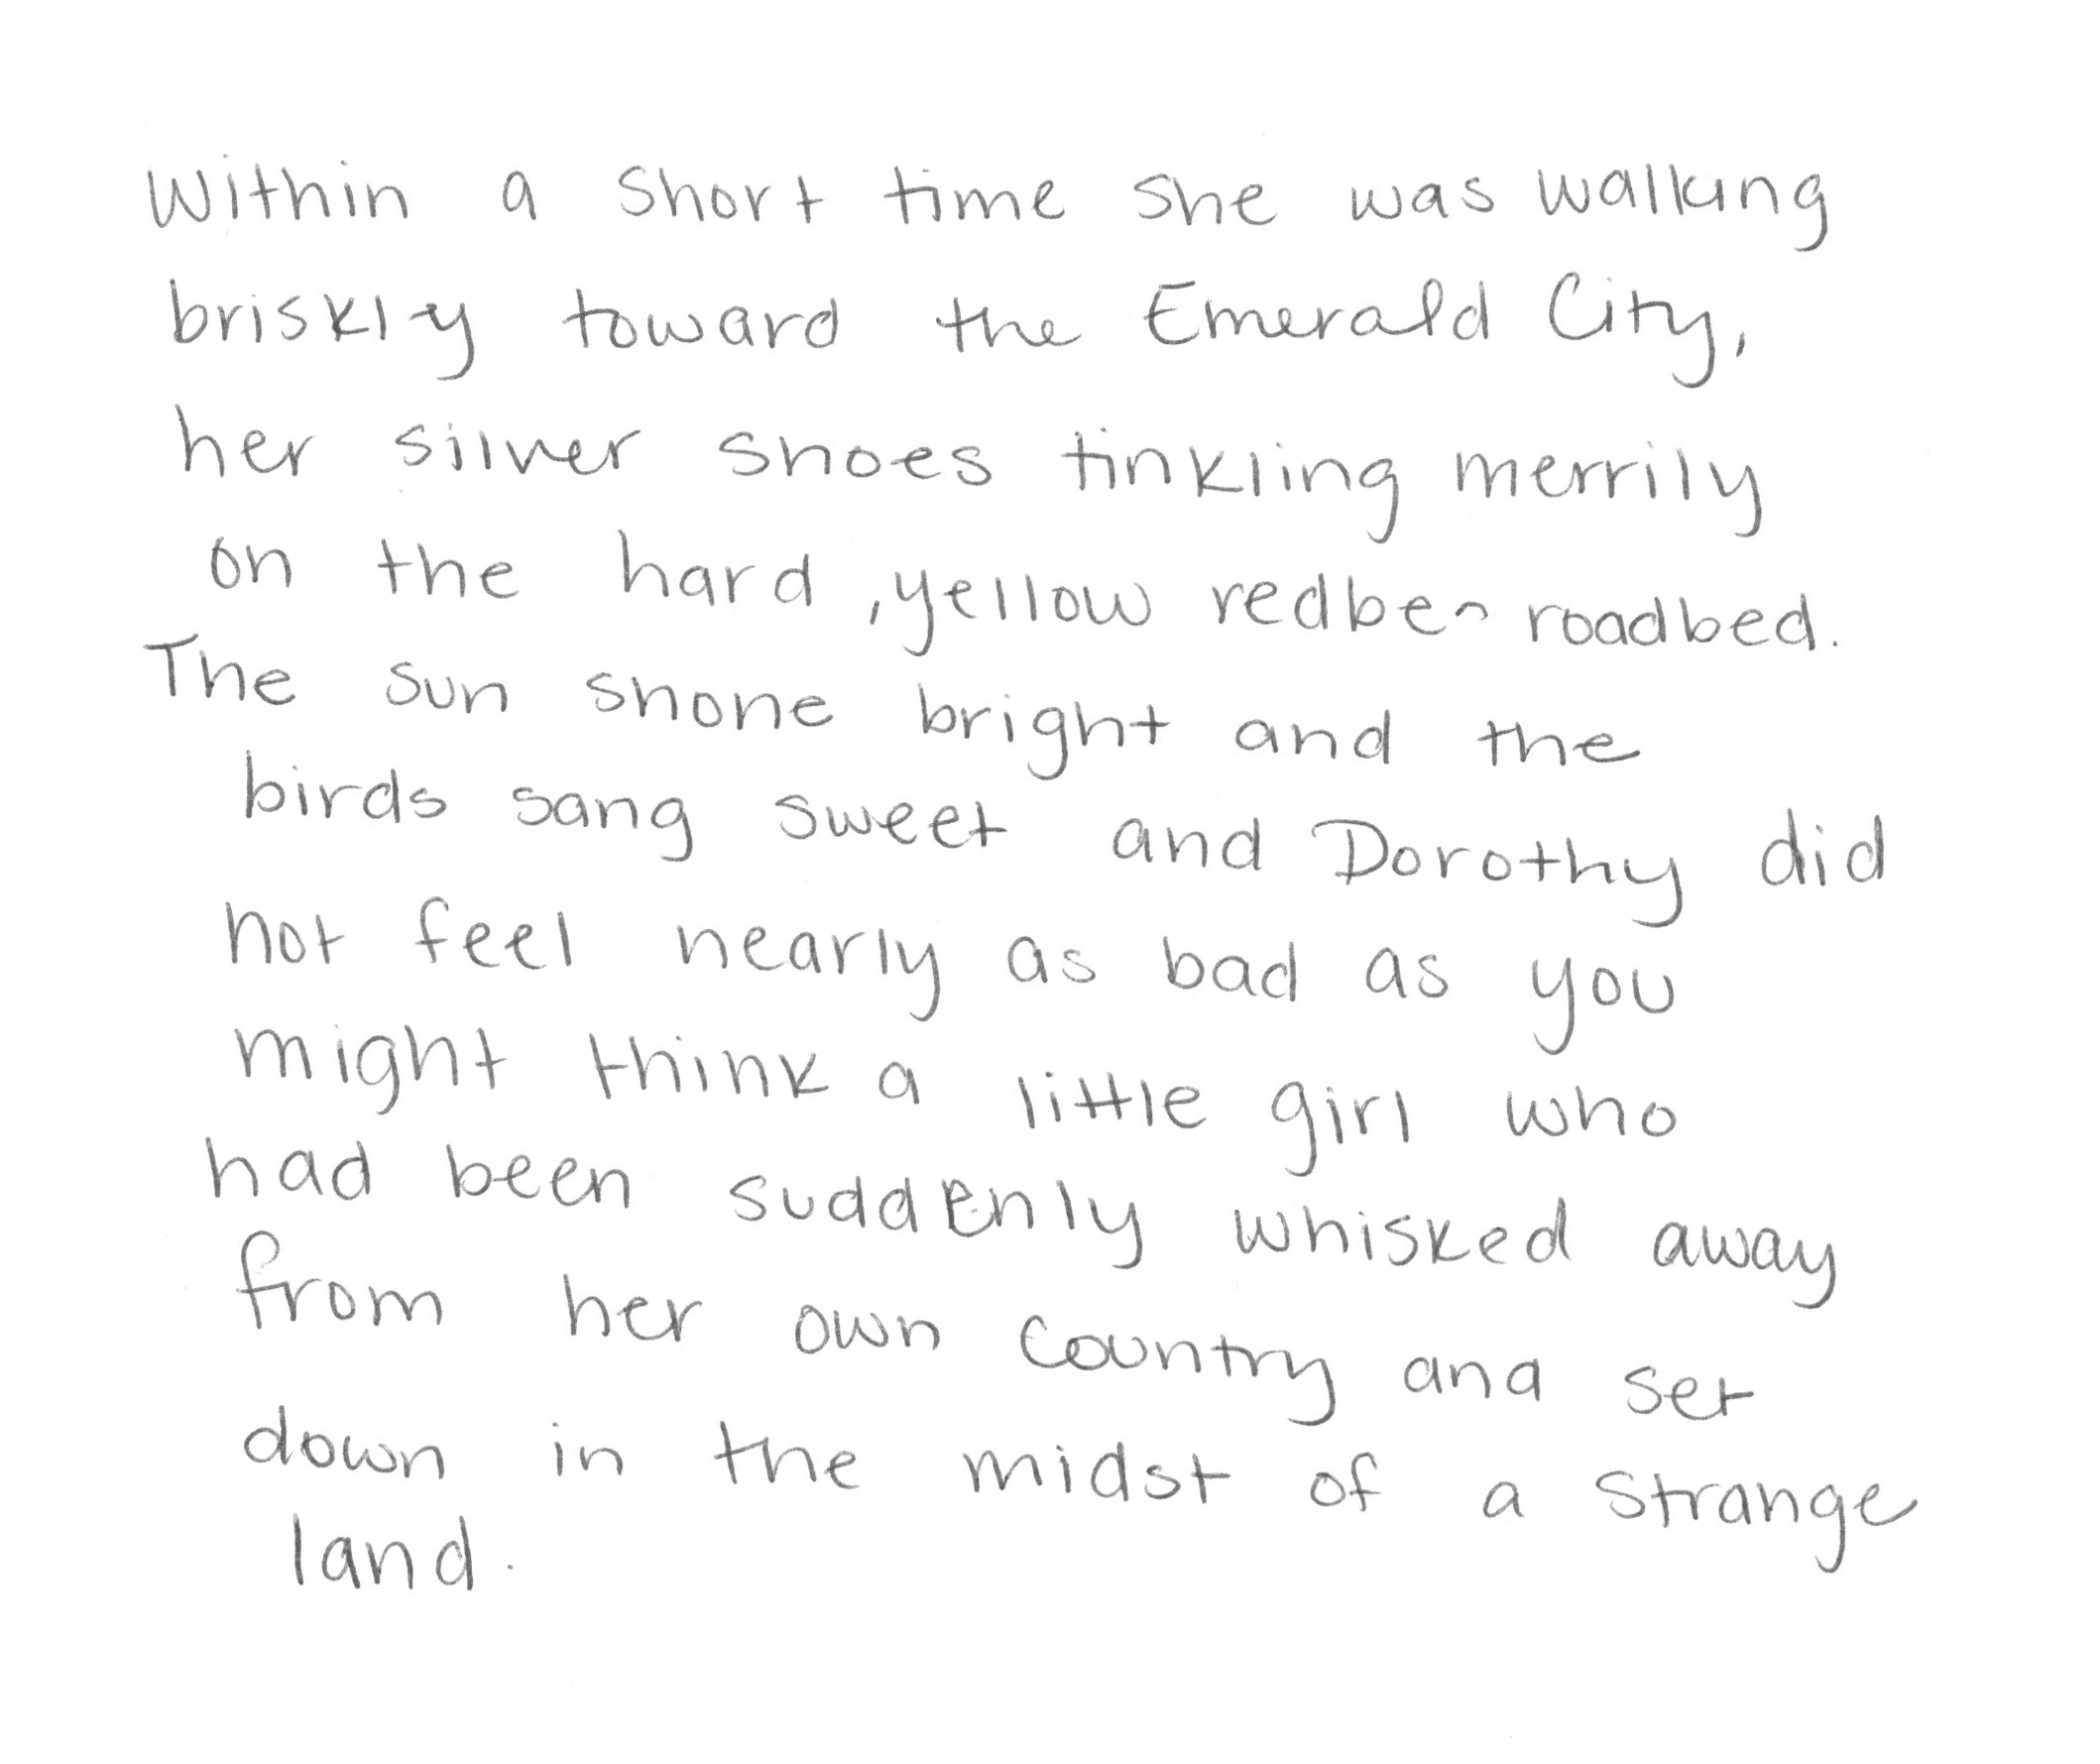 Within a short time she was walking
briskly toward the Emerald City,
her silver shoes tinkling merrily
on the hard, yellow redben roadbed.
The sun shone bright and the
birds sang sweet and Dorothy did
not feel nearly as bad as you
might think a little girl who
had been suddenly whisked away
from her own country and set
down in the midst of a strange
land.